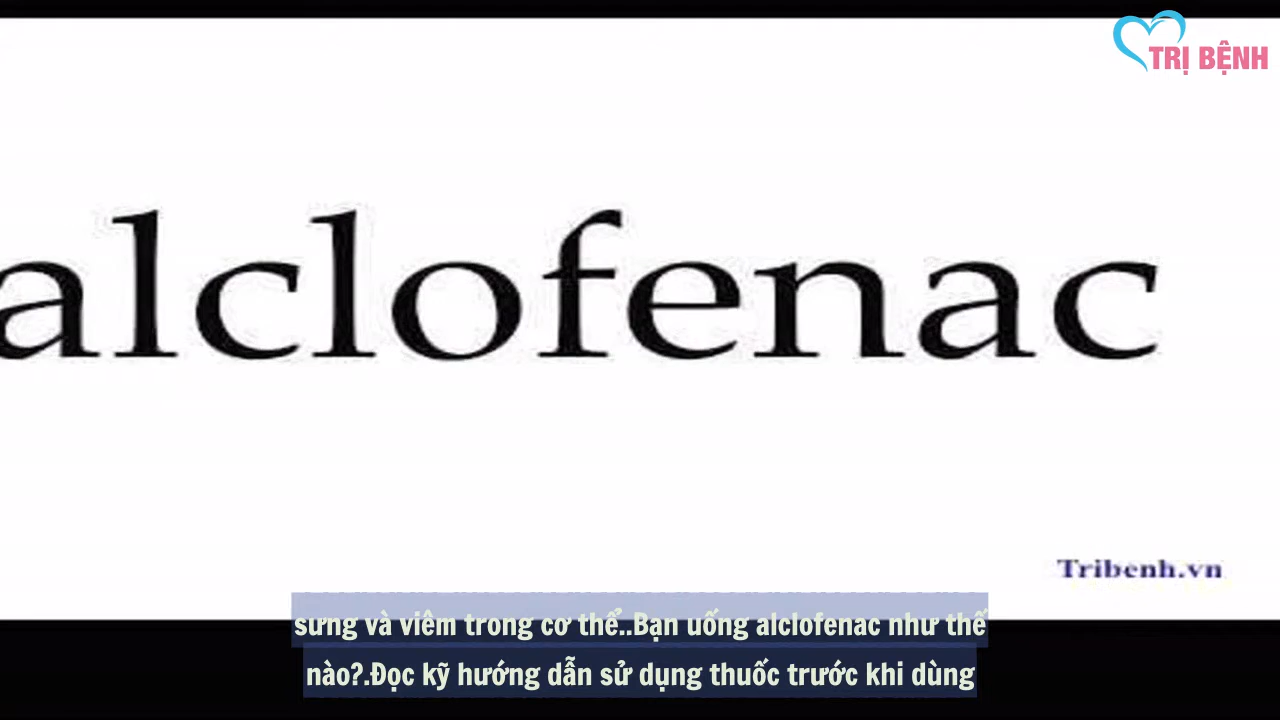 TRỊ BỆNH
alclofenac
Tribenh.vn
sưng và viêm trong cơ thể..Bạn uống alclofenac như thế
nào?.Đọc kỹ hướng dẫn sử dụng thuốc trước khi dùng